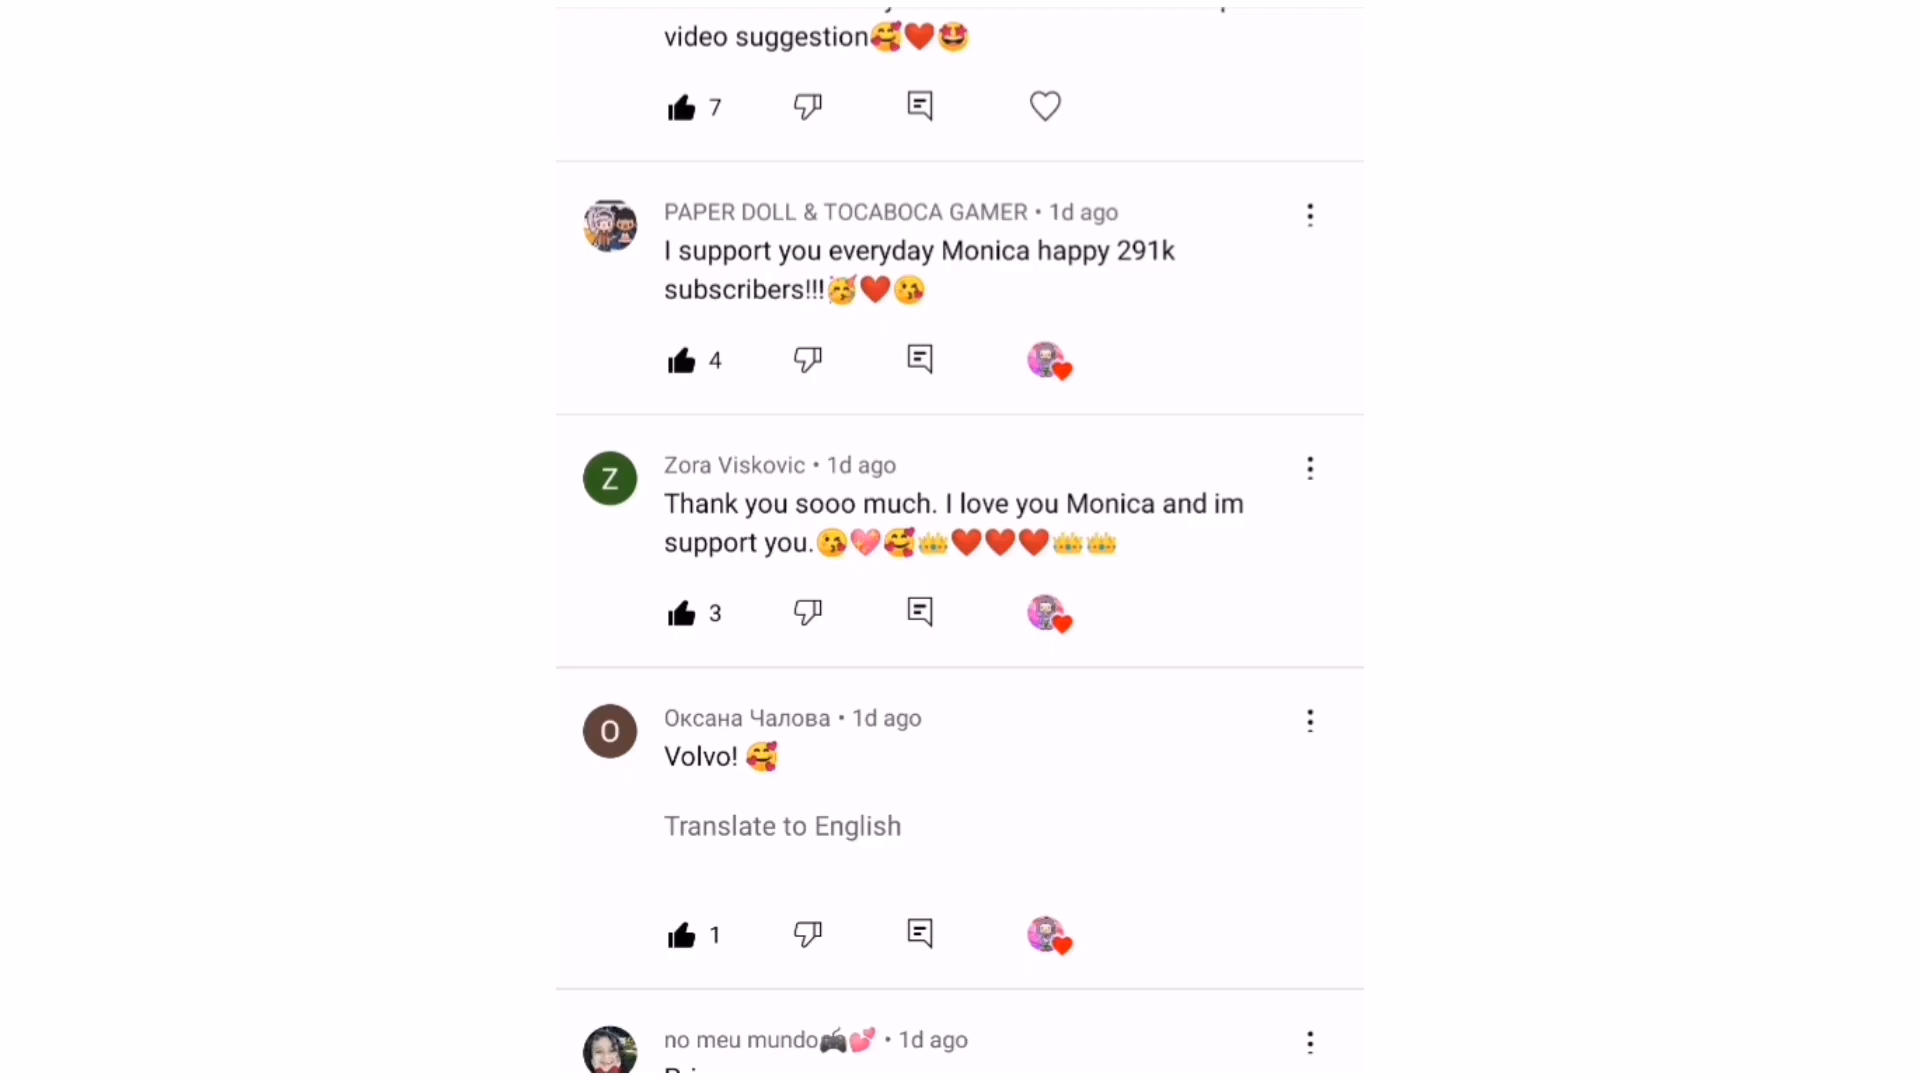 video suggestion🥰❤️🤩
7
PAPER DOLL & TOCABOCA GAMER • 1d ago
I support you everyday Monica happy 291k
subscribers!!!🥳❤️😘
4
Z
Zora Viskovic • 1d ago
Thank you sooo much. I love you Monica and im
support you.😘💖🥰👑❤️❤️❤️👑👑
3
О
Оксана Чалова • 1d ago
Volvo! 🥰
Translate to English
1
no meu mundo🎮💕 • 1d ago